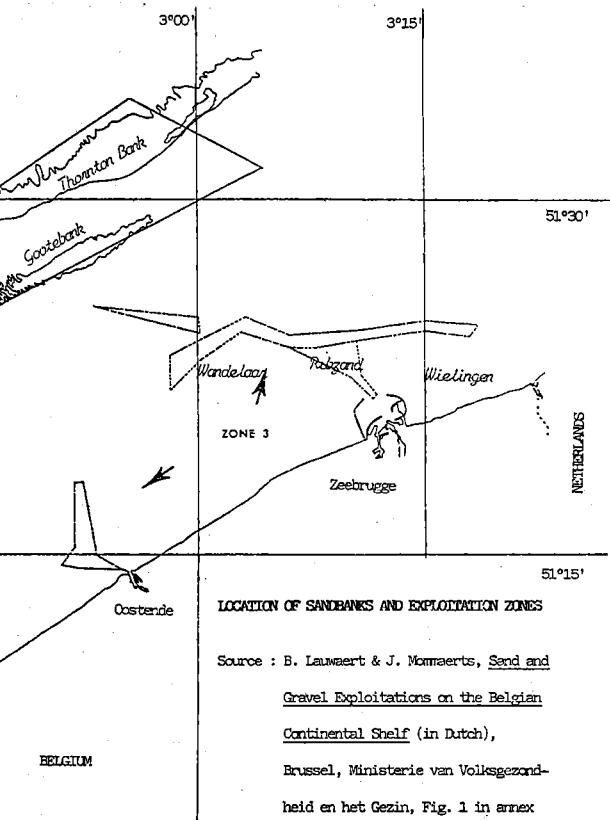 3°00'
3°15'
Thornton Bank
51°30'
Gootebank
Wandelaar
Ribzand
Wielingen
ZONE 3
NETHERLANDS
Zeebrugge
51°15'
Oostende
LOCATION OF SANDBANKS AND EXPLOITATION ZONES
Source : B. Lauwaert & J. Mommaerts, Sand and
Gravel Exploitations on the Belgian
Continental Shelf (in Dutch),
BELGIUM
Brussel, Ministerie van Volksgezond-
heid en het Gezin, Fig. 1 in annex